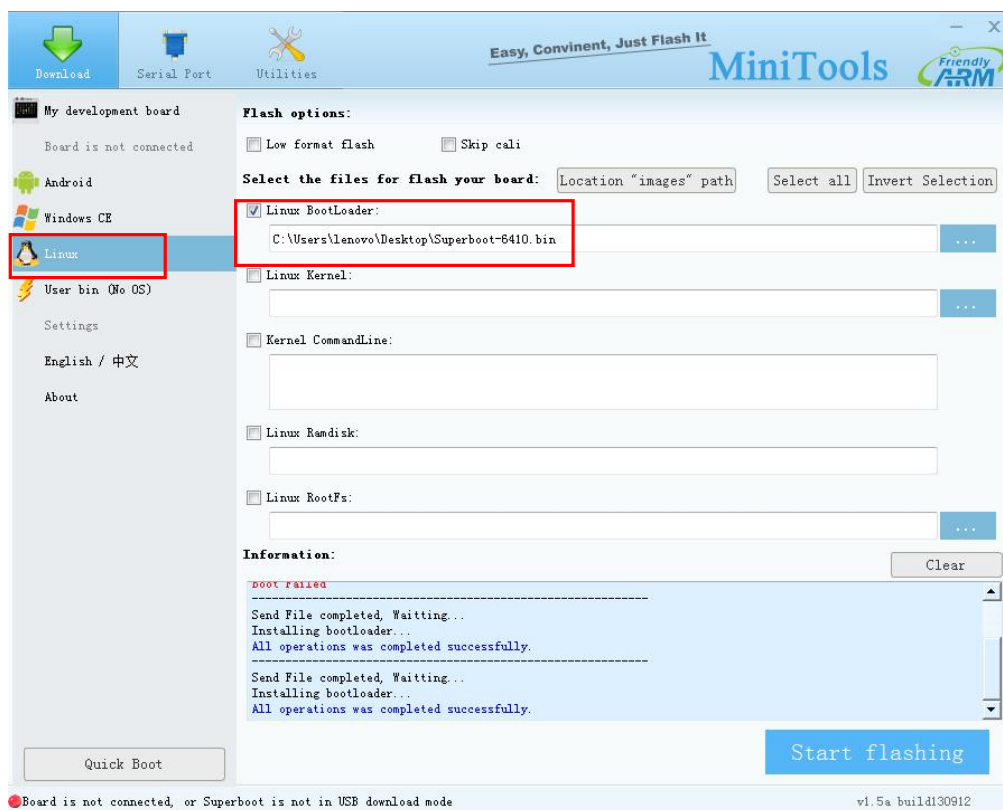 Easy, Convinent, Just Flash It
MiniTools
Friendly
ARM
Download
Serial Port
Utilities
My development board
Board is not connected
Android
Windows CE
Linux
User bin (No OS)
Settings
English / 中文
About
Quick Boot
Flash options:
Low format flash
Skip cali
Select the files for flash your board:
Location "images" path
Select all
Invert Selection
Linux BootLoader:
C:\Users\lenovo\Desktop\Superboot-6410.bin
...
Linux Kernel:
...
Kernel CommandLine:
Linux Ramdisk:
Linux RootFs:
...
Information:
Clear
Boot Failed
Send File completed, Waitting...
Installing bootloader...
All operations was completed successfully.
Send File completed, Waitting...
Installing bootloader...
All operations was completed successfully.
Start flashing
Board is not connected, or Superboot is not in USB download mode
v1.5a build130912